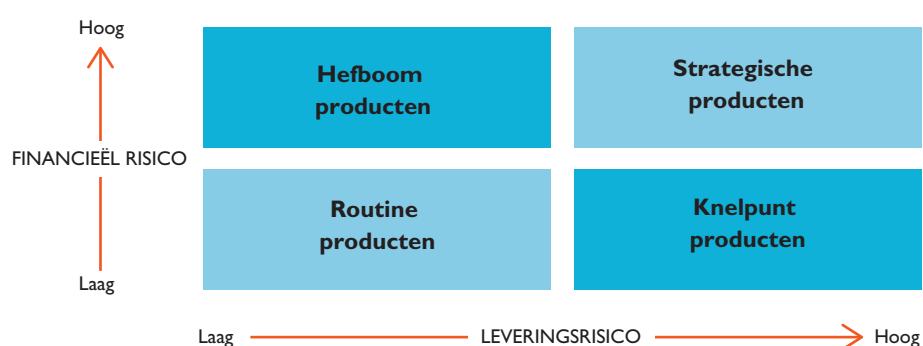 Hoog
Hefboom
producten
Strategische
producten
FINANCIEËL RISICO
Routine
producten
Knelpunt
producten
Laag
Laag
LEVERINGSRISICO
Hoog